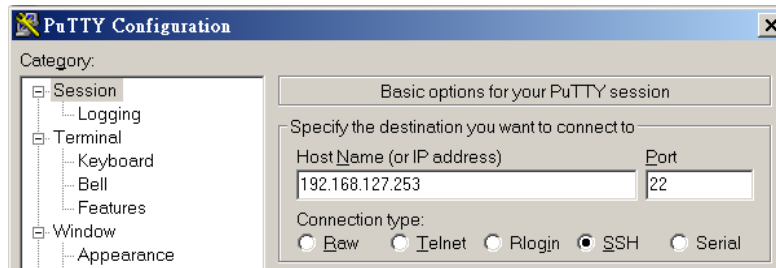 PuTTY Configuration
Category:
Session
Logging
Terminal
Keyboard
Bell
Features
Window
Appearance
Basic options for your PuTTY session
Specify the destination you want to connect to
Host Name (or IP address) Port
192.168.127.253 22
Connection type:
Raw Telnet Rlogin SSH Serial